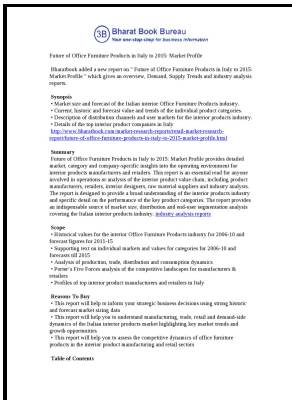 3B Bharat Book Bureau
Your one-stop-shop for business information
Future of Office Furniture Products in Italy to 2015: Market Profile
Bharatbook added a new report on " Future of Office Furniture Products in Italy to 2015:
Market Profile " which gives an overview, Demand, Supply Trends and industry analysis
reports.
Synopsis
• Market size and forecast of the Italian interior Office Furniture Products industry.
• Current, historic and forecast value and trends of the individual product categories.
• Description of distribution channels and user markets for the interior products industry.
• Details of the top interior product companies in Italy
http://www.bharatbook.com/market-research-reports/retail-market-research-
report/future-of-office-furniture-products-in-italy-to-2015-market-profile.html
Summary
Future of Office Furniture Products in Italy to 2015: Market Profile provides detailed
market, category and company-specific insights into the operating environment for
interior products manufacturers and retailers. This report is an essential read for anyone
involved in operations or analysis of the interior product value chain, including product
manufacturers, retailers, interior designers, raw material suppliers and industry analysts.
The report is designed to provide a broad understanding of the interior products industry
and specific detail on the performance of the key product categories. The report provides
an indispensable source of market size, distribution and end-user segmentation analysis
covering the Italian interior products industry. industry analysis reports
Scope
• Historical values for the interior Office Furniture Products industry for 2006-10 and
forecast figures for 2011-15
• Supporting text on individual markets and values for categories for 2006-10 and
forecasts till 2015
• Analysis of production, trade, distribution and consumption dynamics
• Porter's Five Forces analysis of the competitive landscapes for manufacturers &
retailers
• Profiles of top interior product manufacturers and retailers in Italy
Reasons To Buy
• This report will help to inform your strategic business decisions using strong historic
and forecast market sizing data
• This report will help you to understand manufacturing, trade, retail and demand-side
dynamics of the Italian interior products market highlighting key market trends and
growth opportunities
• This report will help you to assess the competitive dynamics of office furniture
products in the interior product manufacturing and retail sectors
Table of Contents